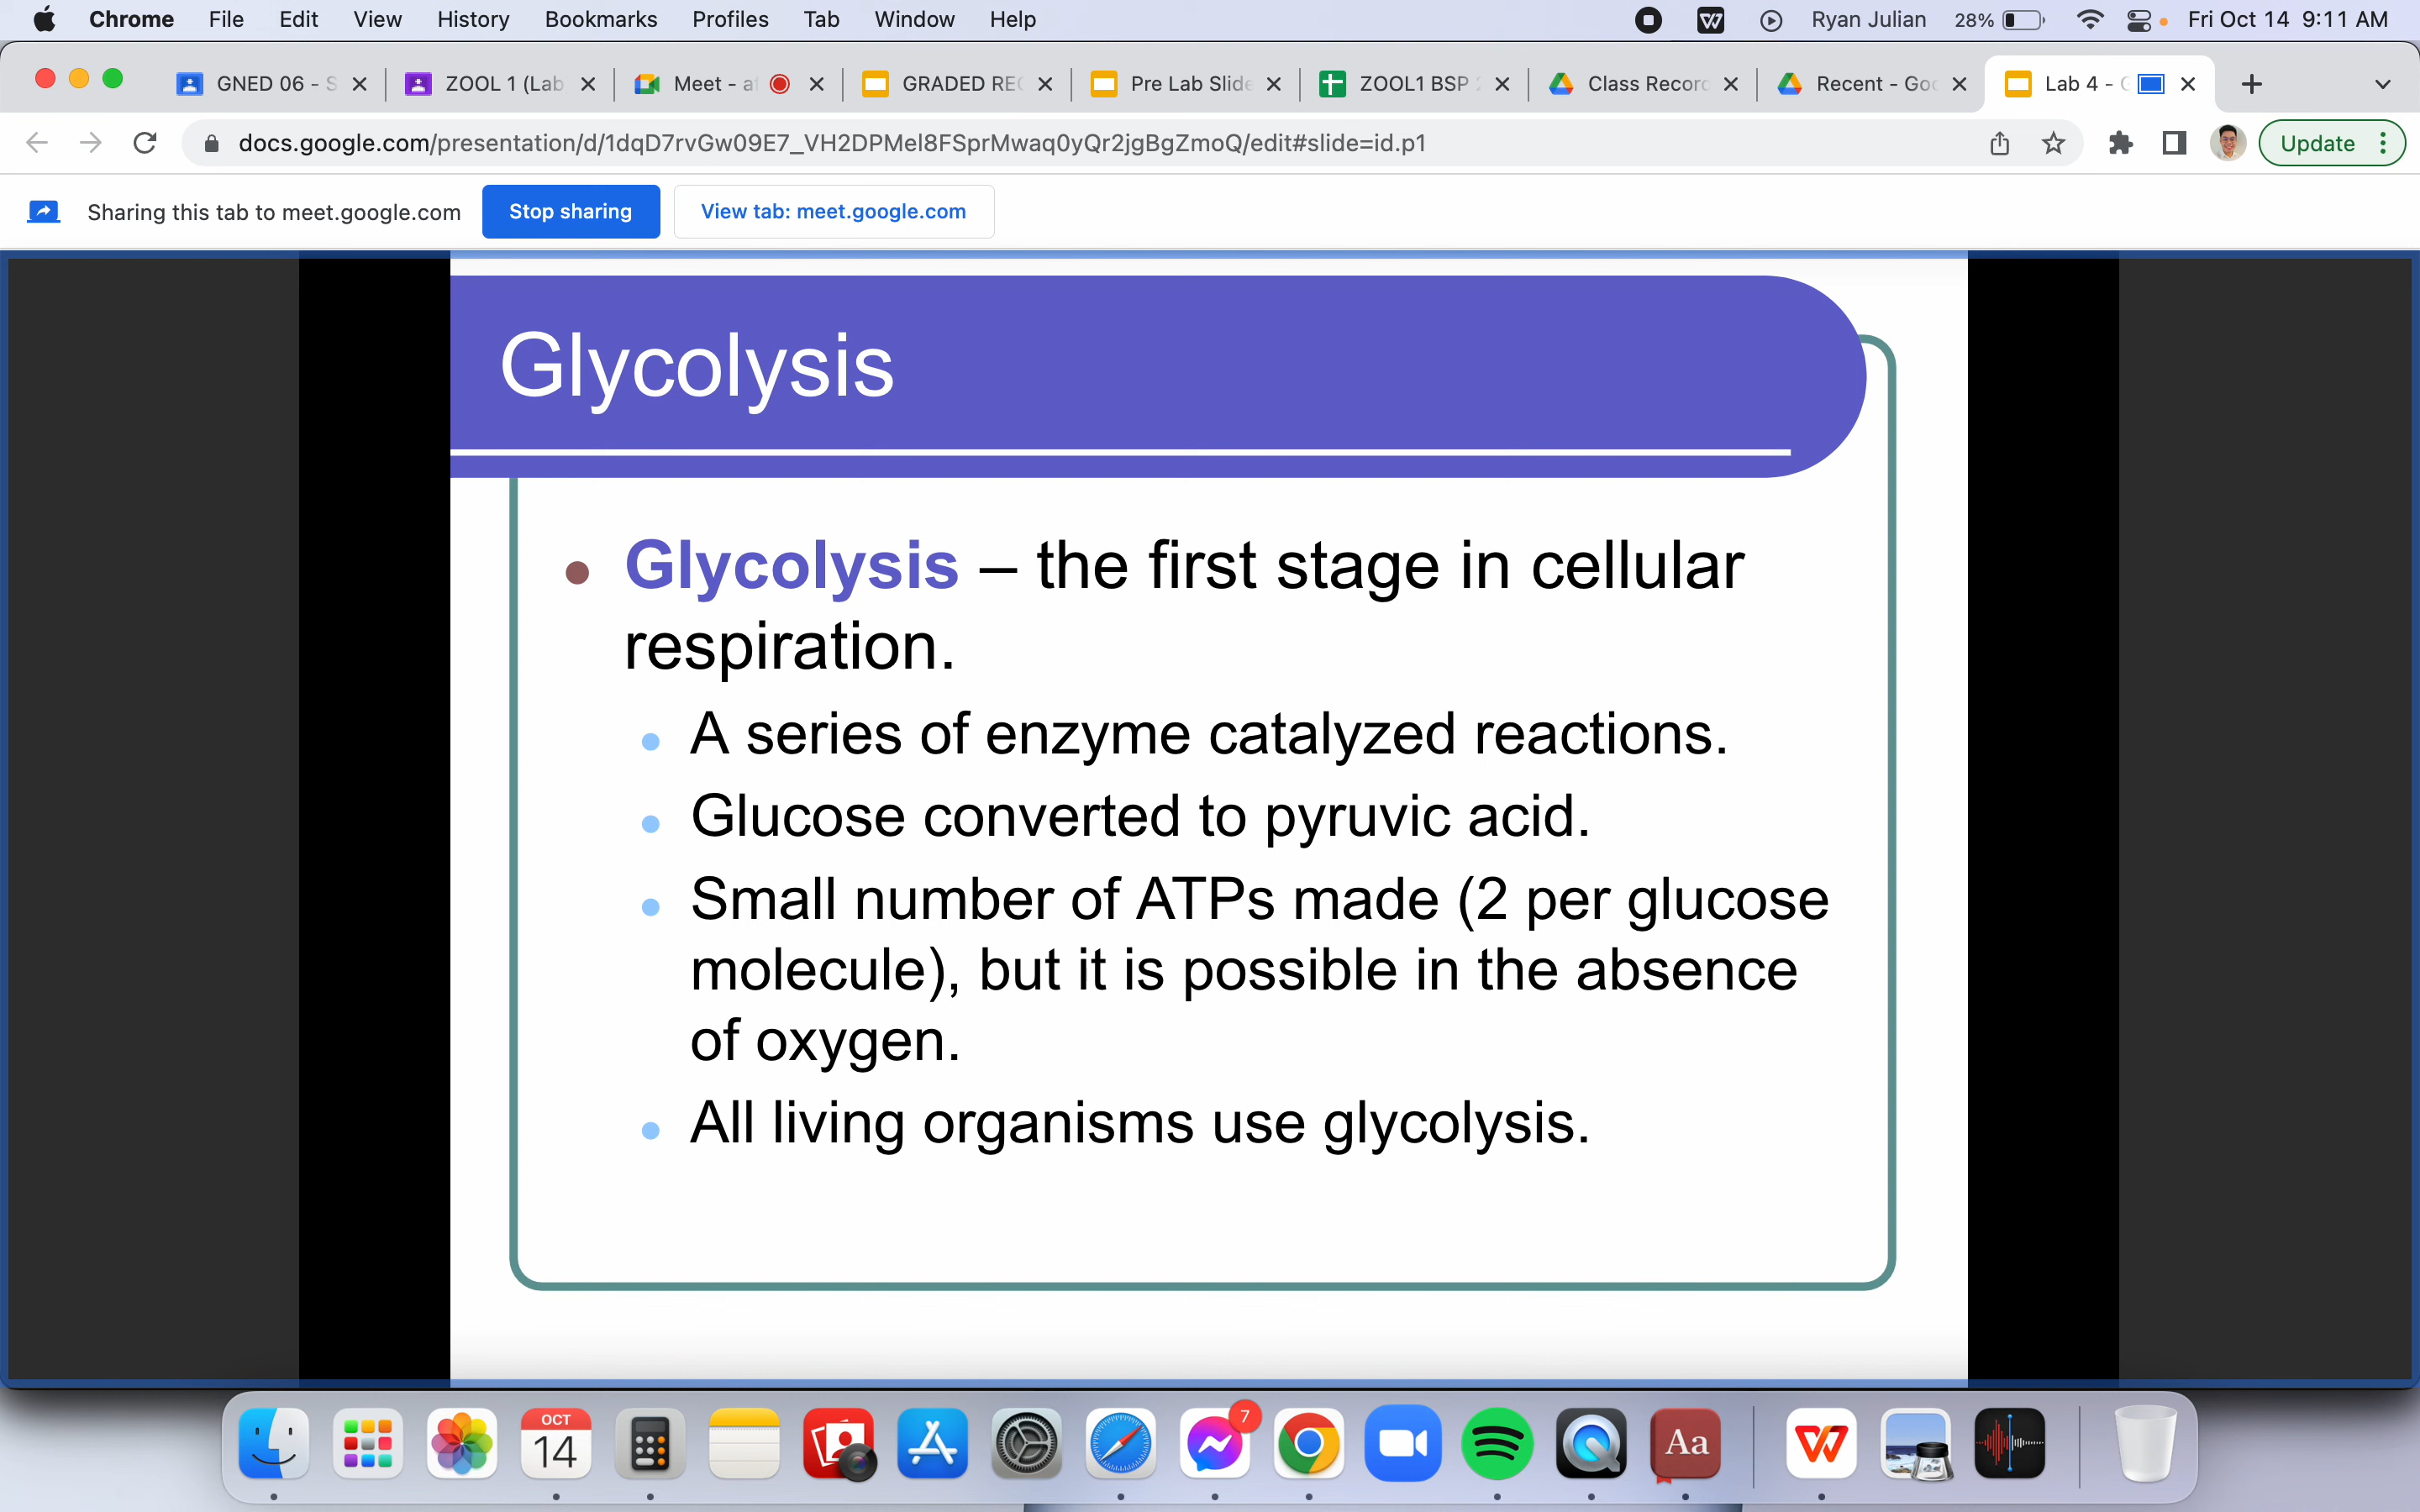 Chrome File Edit View History Bookmarks Profiles Tab Window Help Ryan Julian 28% Fri Oct 14 9:11 AM
GNED 06 - S ZOOL 1 (Lab Meet - a GRADED REC Pre Lab Slide ZOOL1 BSP Class Record Recent - Goo Lab 4 -
docs.google.com/presentation/d/1dqD7rvGw09E7_VH2DPMel8FSprMwaq0yQr2jgBgZmoQ/edit#slide=id.p1 Update
Sharing this tab to meet.google.com Stop sharing View tab: meet.google.com
Glycolysis
Glycolysis – the first stage in cellular
respiration.
A series of enzyme catalyzed reactions.
Glucose converted to pyruvic acid.
Small number of ATPs made (2 per glucose
molecule), but it is possible in the absence
of oxygen.
All living organisms use glycolysis.
OCT
14
7
Aa